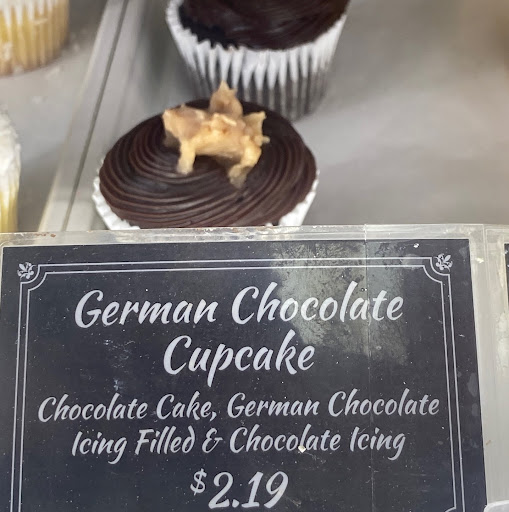 German Chocolate
Cupcake
Chocolate Cake, German Chocolate
Icing Filled & Chocolate Icing
$2.19